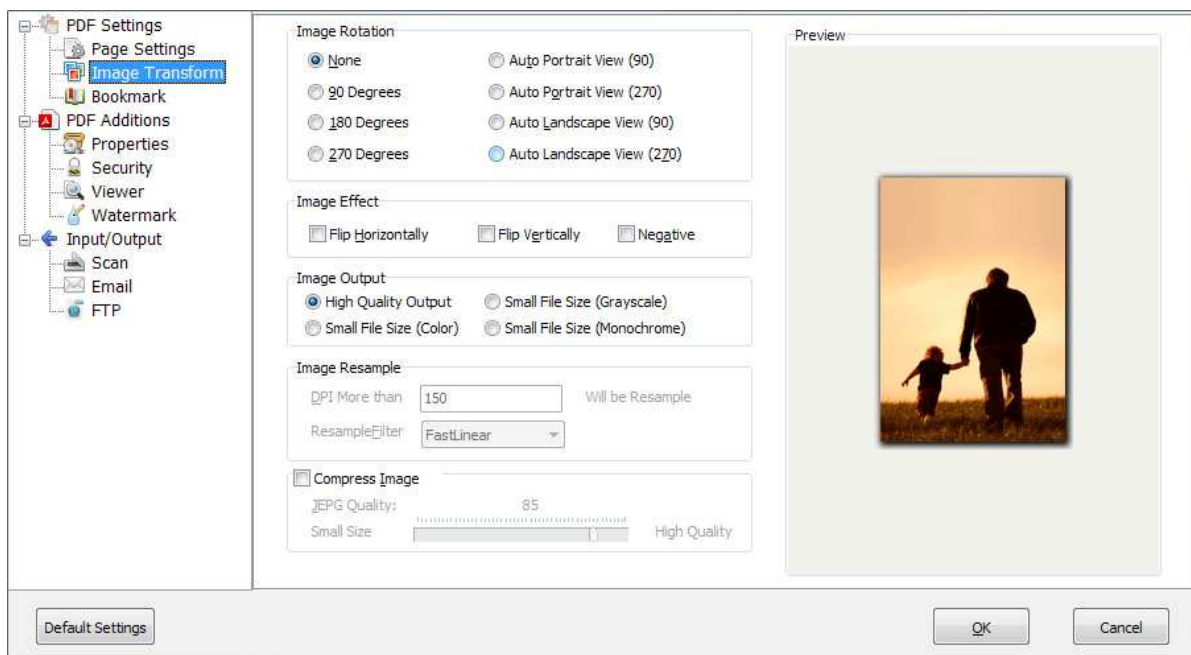 PDF Settings
Page Settings
Image Transform
Bookmark
PDF Additions
Properties
Security
Viewer
Watermark
Input/Output
Scan
Email
FTP
Image Rotation
None
Auto Portrait View (90)
90 Degrees
Auto Portrait View (270)
180 Degrees
Auto Landscape View (90)
270 Degrees
Auto Landscape View (270)
Image Effect
Flip Horizontally
Flip Vertically
Negative
Image Output
High Quality Output
Small File Size (Grayscale)
Small File Size (Color)
Small File Size (Monochrome)
Image Resample
DPI More than
150
Will be Resample
ResampleFilter
FastLinear
Compress Image
JEPG Quality:
85
Small Size
High Quality
Preview
Default Settings
OK
Cancel